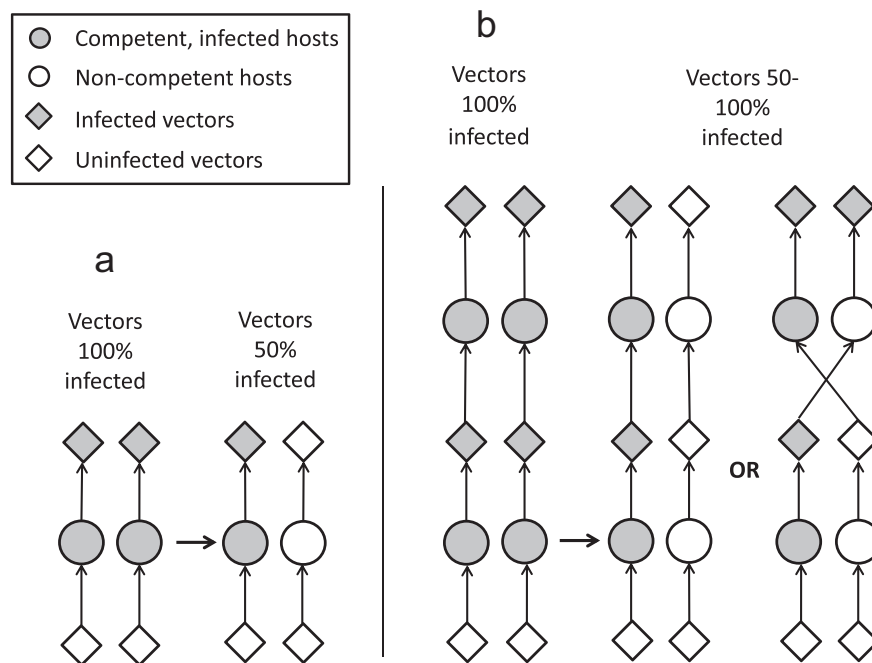 Competent, infected hosts
Non-competent hosts
Infected vectors
Uninfected vectors
a
Vectors
100%
infected
Vectors
50%
infected
b
Vectors
100%
infected
Vectors 50-
100%
infected
OR